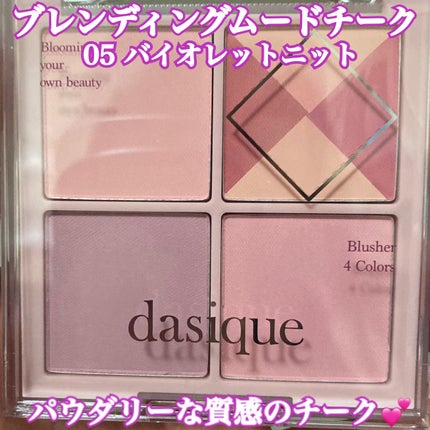 ブレンディングムードチーク
05 バイオレットニット
Blooming
your
own beauty
Blusher
4 Colors
dasique
パウダリーな質感のチーク💕